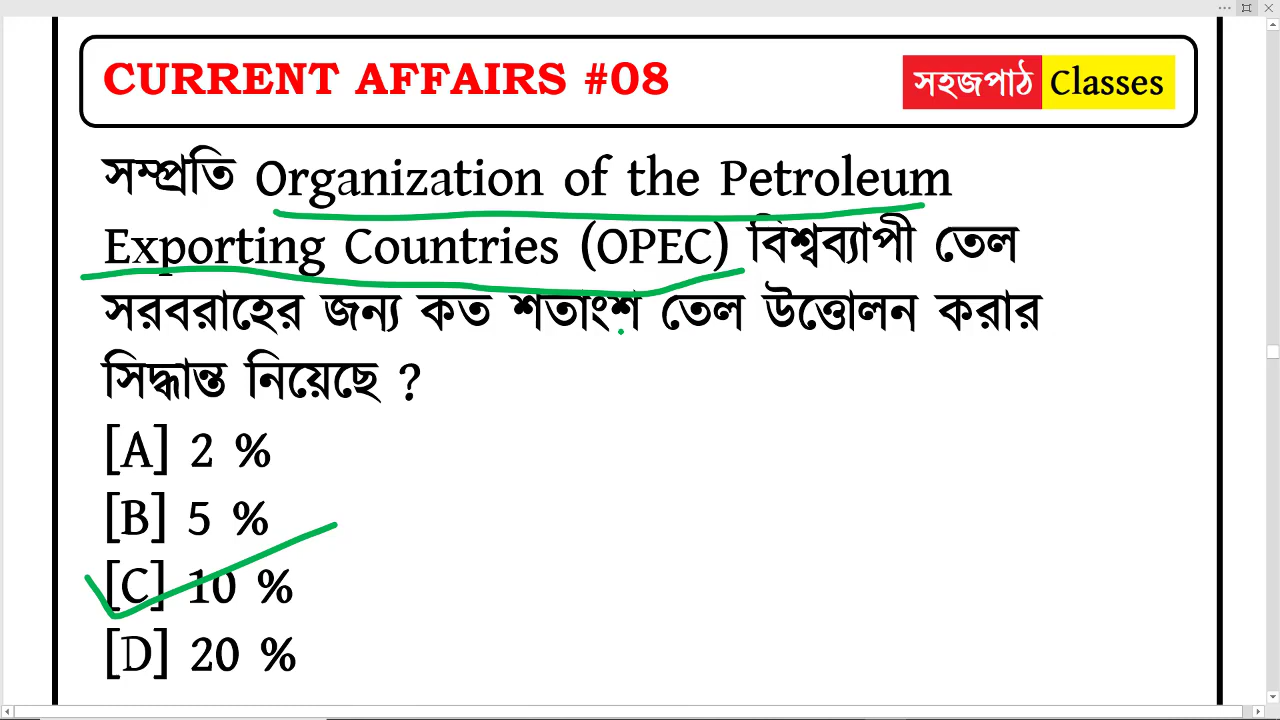 CURRENT AFFAIRS #08
সহজপাঠ Classes
সম্প্রতি Organization of the Petroleum
Exporting Countries (OPEC) বিশ্বব্যাপী তেল
সরবরাহের জন্য কত শতাংশ তেল উত্তোলন করার
সিদ্ধান্ত নিয়েছে ?
[A] 2 %
[B] 5 %
[C] 10 %
[D] 20 %